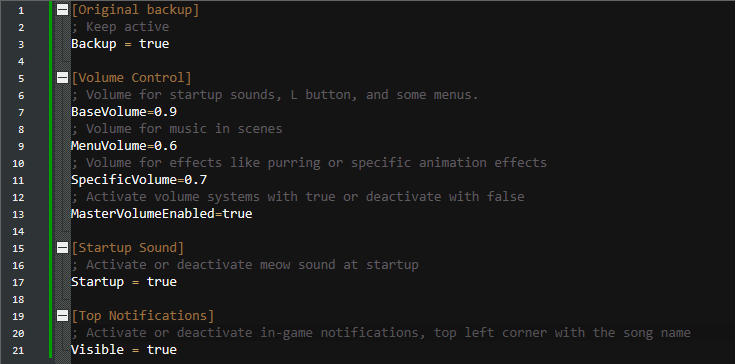 1 [Original backup]
2 ; Keep active
3 Backup = true
4
5 [Volume Control]
6 ; Volume for startup sounds, L button, and some menus.
7 BaseVolume=0.9
8 ; Volume for music in scenes
9 MenuVolume=0.6
10 ; Volume for effects like purring or specific animation effects
11 SpecificVolume=0.7
12 ; Activate volume systems with true or deactivate with false
13 MasterVolumeEnabled=true
14
15 [Startup Sound]
16 ; Activate or deactivate meow sound at startup
17 Startup = true
18
19 [Top Notifications]
20 ; Activate or deactivate in-game notifications, top left corner with the song name
21 Visible = true